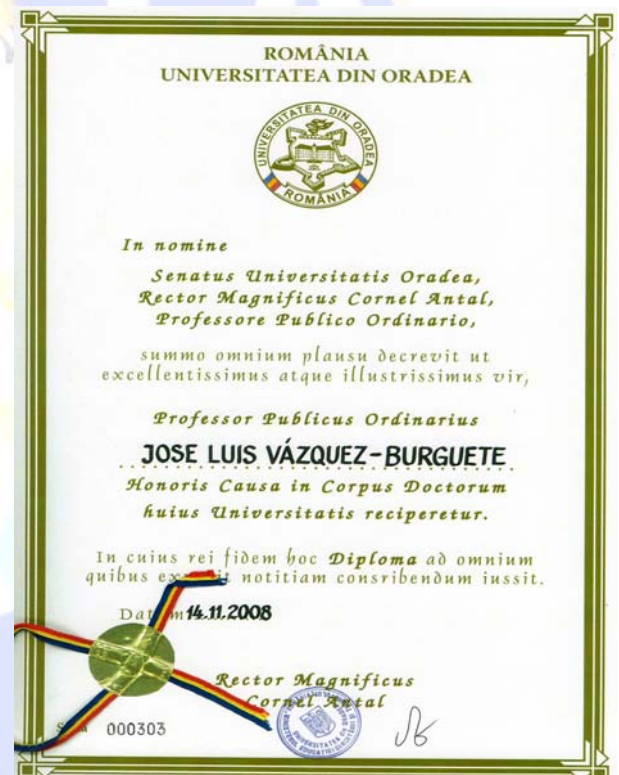 ROMÂNIA
UNIVERSITATEA DIN ORADEA
UNIVERSITATEA DIN ORADEA
ROMÂNIA
In nomine
Senatus Universitatis Oradea,
Rector Magnificus Cornel Antal,
Professore Publico Ordinario,
summo omnium plausu decrevit ut
excellentissimus atque illustrissimus vir,
Professor Publicus Ordinarius
JOSE LUIS VÁZQUEZ-BURGUETE
Honoris Causa in Corpus Doctorum
huius Universitatis reciperetur.
In cuius rei fidem hoc Diploma ad omnium
quibus notitiam consribendum iussit.
14.11.2008
Rector Magnificus
Cornel Antal
000303